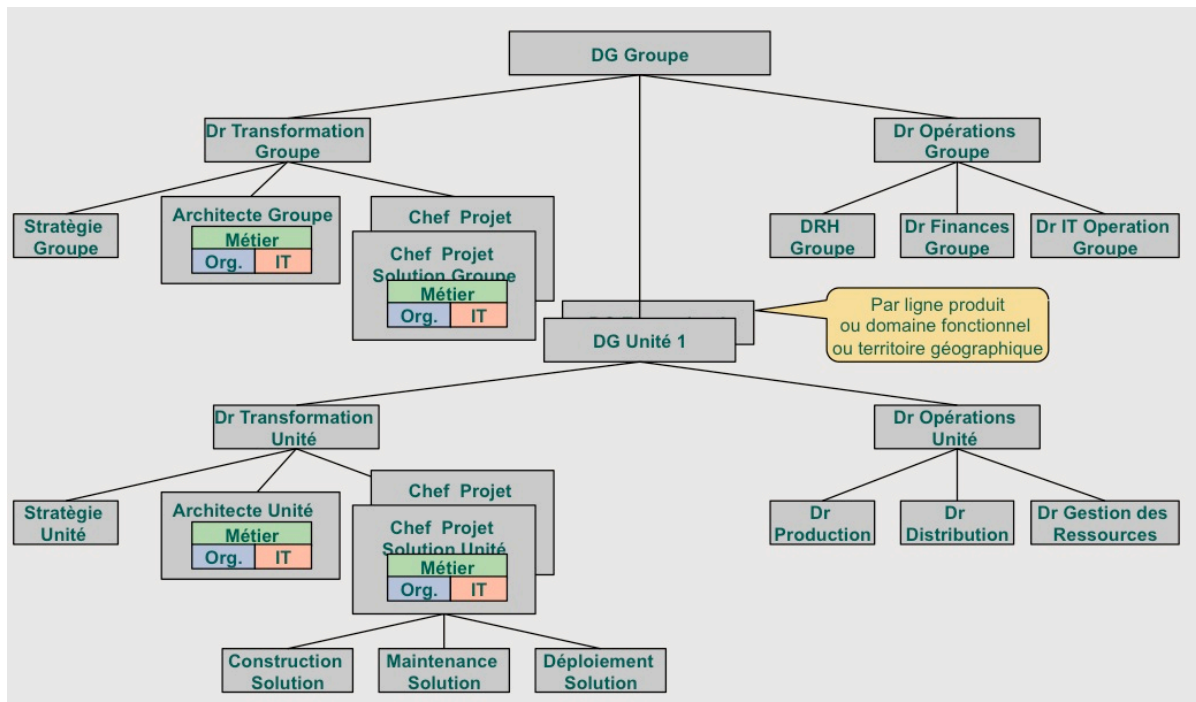 DG Groupe
Dr Transformation
Groupe
Dr Opérations
Groupe
Stratègie
Groupe
Architecte Groupe
Métier
Org.
IT
Chef Projet
Chef Projet
Solution Groupe
Métier
Org.
IT
DRH
Groupe
Dr Finances
Groupe
Dr IT Operation
Groupe
DG Unité 1
Par ligne produit
ou domaine fonctionnel
ou territoire géographique
Dr Transformation
Unité
Dr Opérations
Unité
Stratègie
Unité
Architecte Unité
Métier
Org.
IT
Chef Projet
Chef Projet
Solution Unité
Métier
Org.
IT
Dr
Production
Dr
Distribution
Dr Gestion des
Ressources
Construction
Solution
Maintenance
Solution
Déploiement
Solution